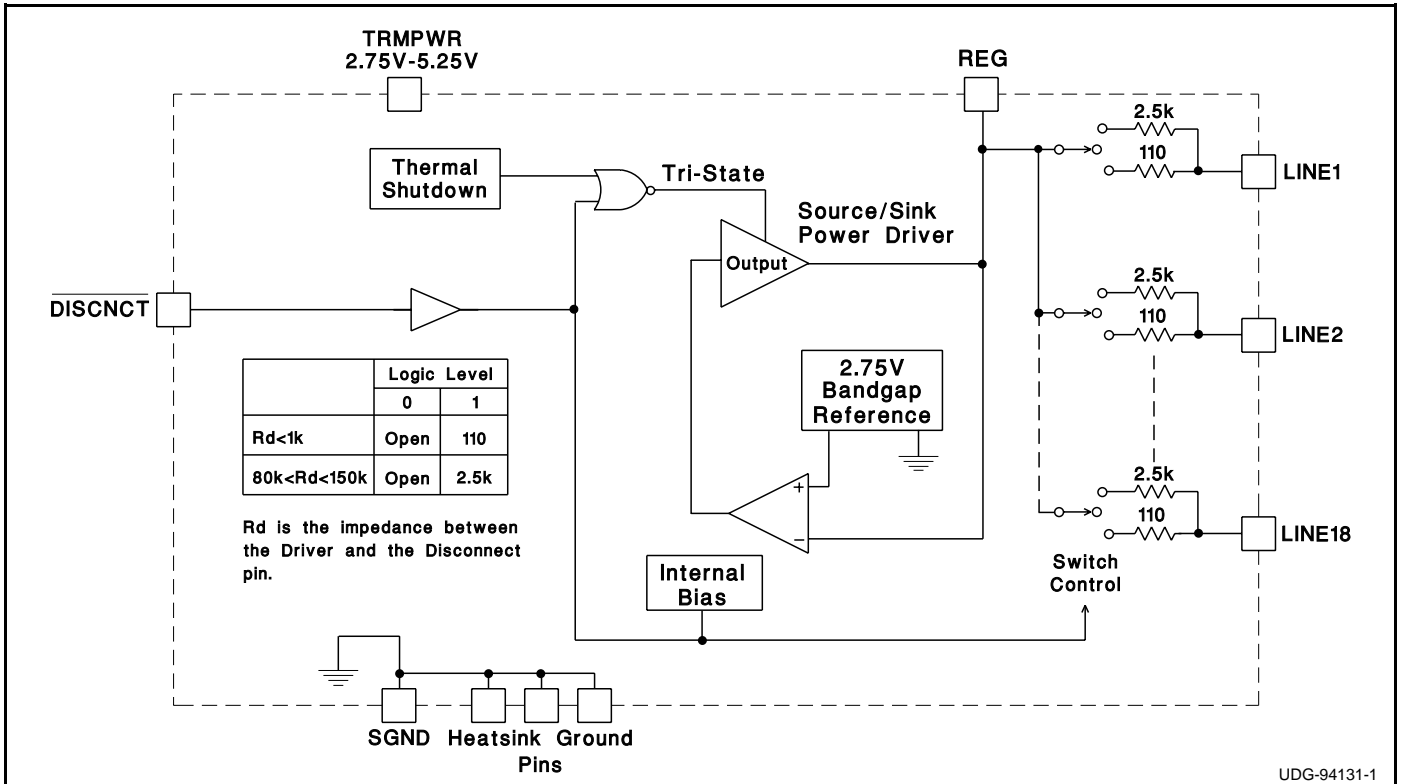 TRMPWR
2.75V-5.25V
REG
2.5k
110
LINE1
Thermal
Shutdown
Tri-State
Source/Sink
Power Driver
Output
DISCNCT
2.5k
110
LINE2
Logic Level
0 1
Rd<1k Open 110
80k<Rd<150k Open 2.5k
2.75V
Bandgap
Reference
+
−
Rd is the impedance between
the Driver and the Disconnect
pin.
2.5k
110
LINE18
Switch
Control
Internal
Bias
SGND Heatsink Ground
Pins
UDG-94131-1